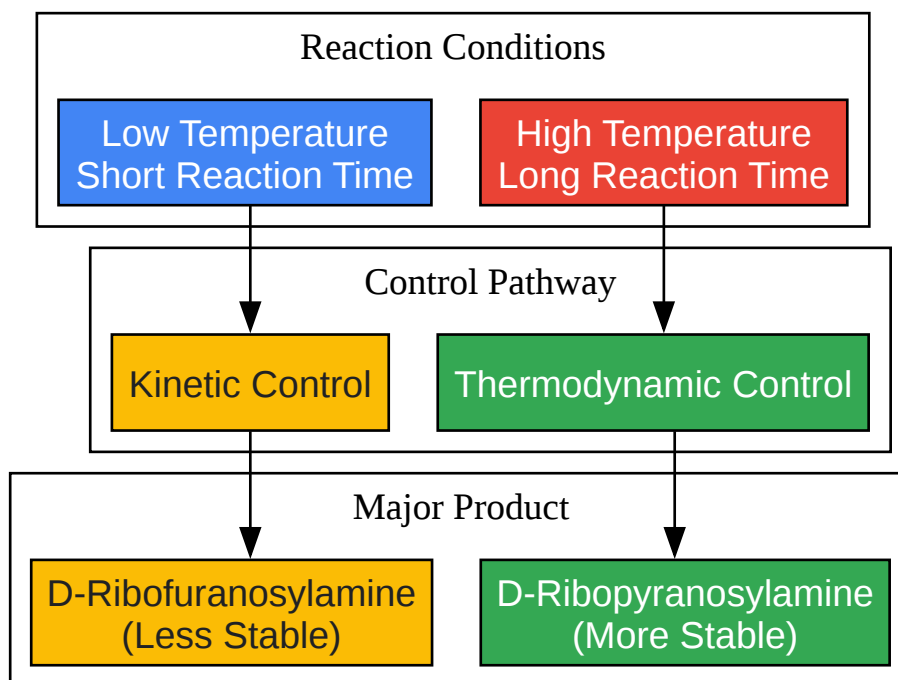 Reaction Conditions
Low Temperature
Short Reaction Time
High Temperature
Long Reaction Time
Control Pathway
Kinetic Control
Thermodynamic Control
Major Product
D-Ribofuranosylamine
(Less Stable)
D-Ribopyranosylamine
(More Stable)